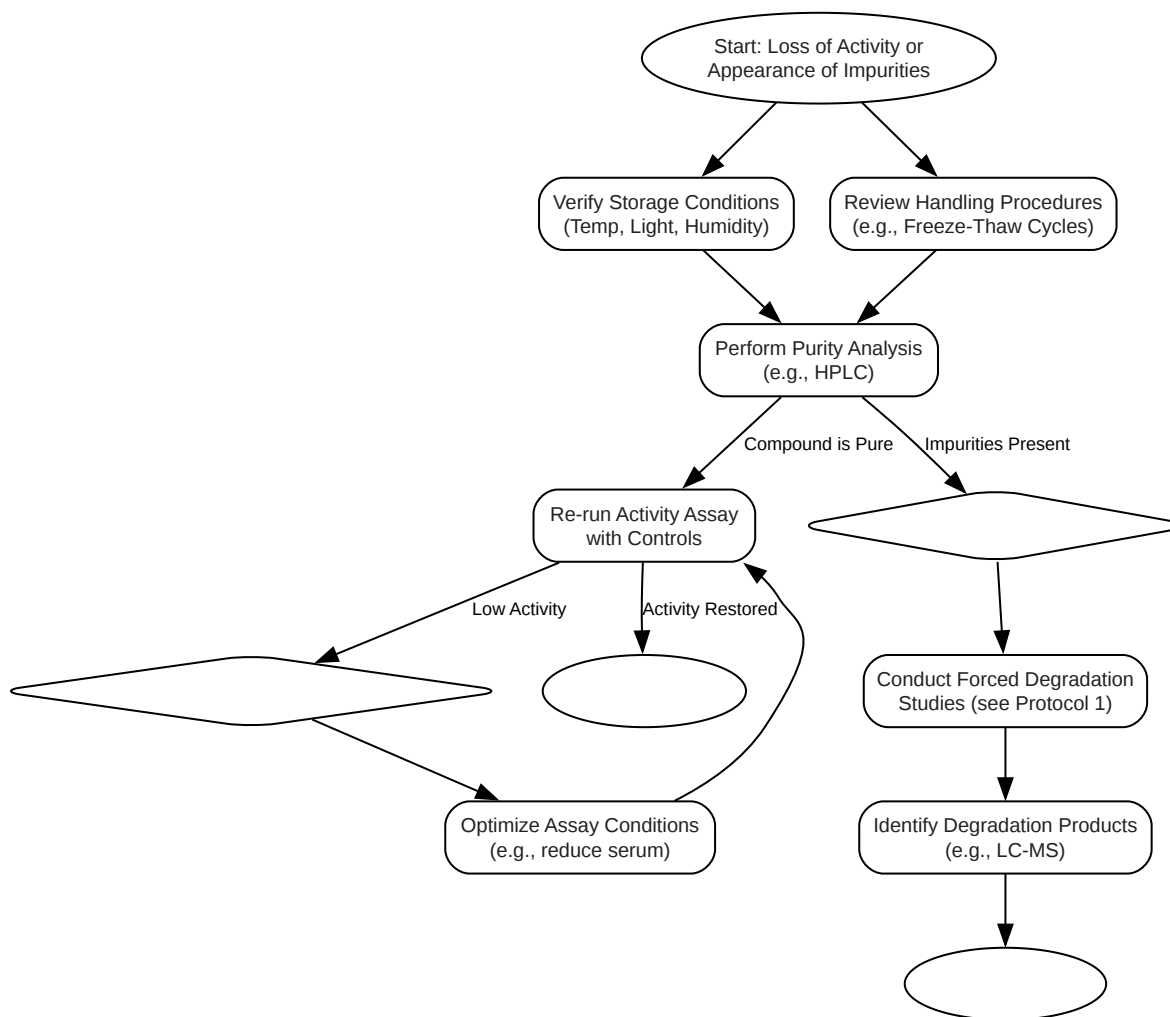 Start: Loss of Activity or
Appearance of Impurities
Verify Storage Conditions
(Temp, Light, Humidity)
Review Handling Procedures
(e.g., Freeze-Thaw Cycles)
Perform Purity Analysis
(e.g., HPLC)
Compound is Pure
Impurities Present
Re-run Activity Assay
with Controls
Low Activity
Activity Restored
Conduct Forced Degradation
Studies (see Protocol 1)
Optimize Assay Conditions
(e.g., reduce serum)
Identify Degradation Products
(e.g., LC-MS)